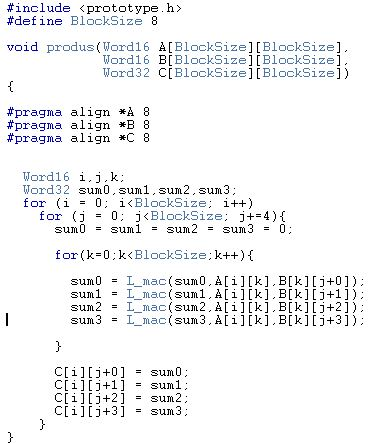 #include <prototype.h>
#define BlockSize 8
void produs(Word16 A[BlockSize][BlockSize],
Word16 B[BlockSize][BlockSize],
Word32 C[BlockSize][BlockSize])
{
#pragma align *A 8
#pragma align *B 8
#pragma align *C 8
Word16 i,j,k;
Word32 sum0,sum1,sum2,sum3;
for (i = 0; i<BlockSize; i++)
for (j = 0; j<BlockSize; j+=4){
sum0 = sum1 = sum2 = sum3 = 0;
for(k=0;k<BlockSize;k++){
sum0 = L_mac(sum0,A[i][k],B[k][j+0]);
sum1 = L_mac(sum1,A[i][k],B[k][j+1]);
sum2 = L_mac(sum2,A[i][k],B[k][j+2]);
sum3 = L_mac(sum3,A[i][k],B[k][j+3]);
}
C[i][j+0] = sum0;
C[i][j+1] = sum1;
C[i][j+2] = sum2;
C[i][j+3] = sum3;
}
}